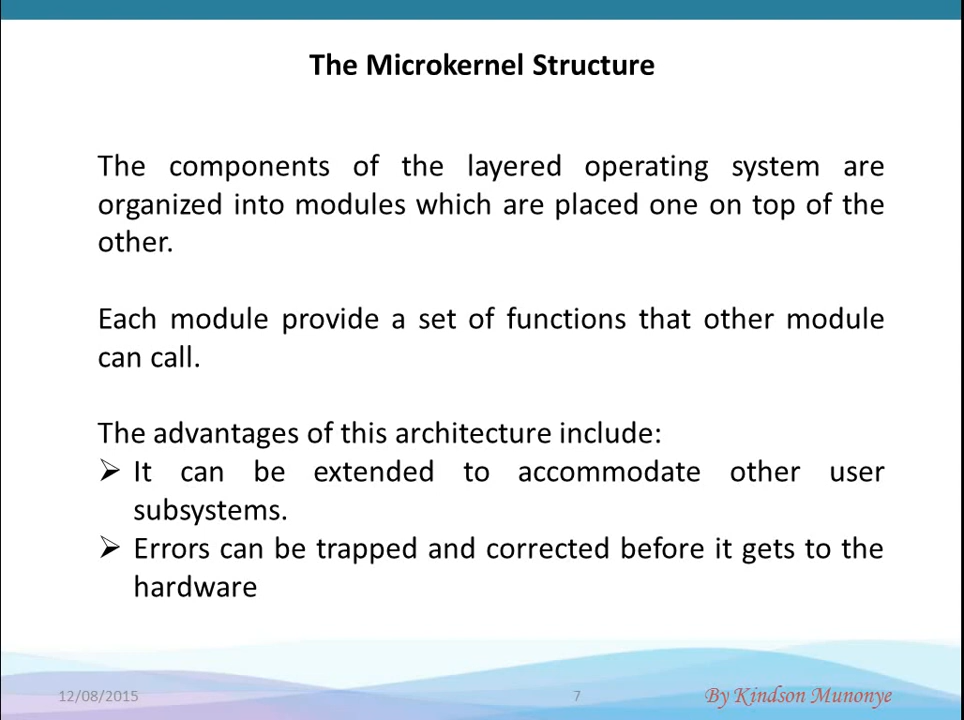 The Microkernel Structure
The components of the layered operating system are
organized into modules which are placed one on top of the
other.
Each module provide a set of functions that other module
can call.
The advantages of this architecture include:
➢ It can be extended to accommodate other user
subsystems.
➢ Errors can be trapped and corrected before it gets to the
hardware
12/08/2015 7 By Kindson Munonye